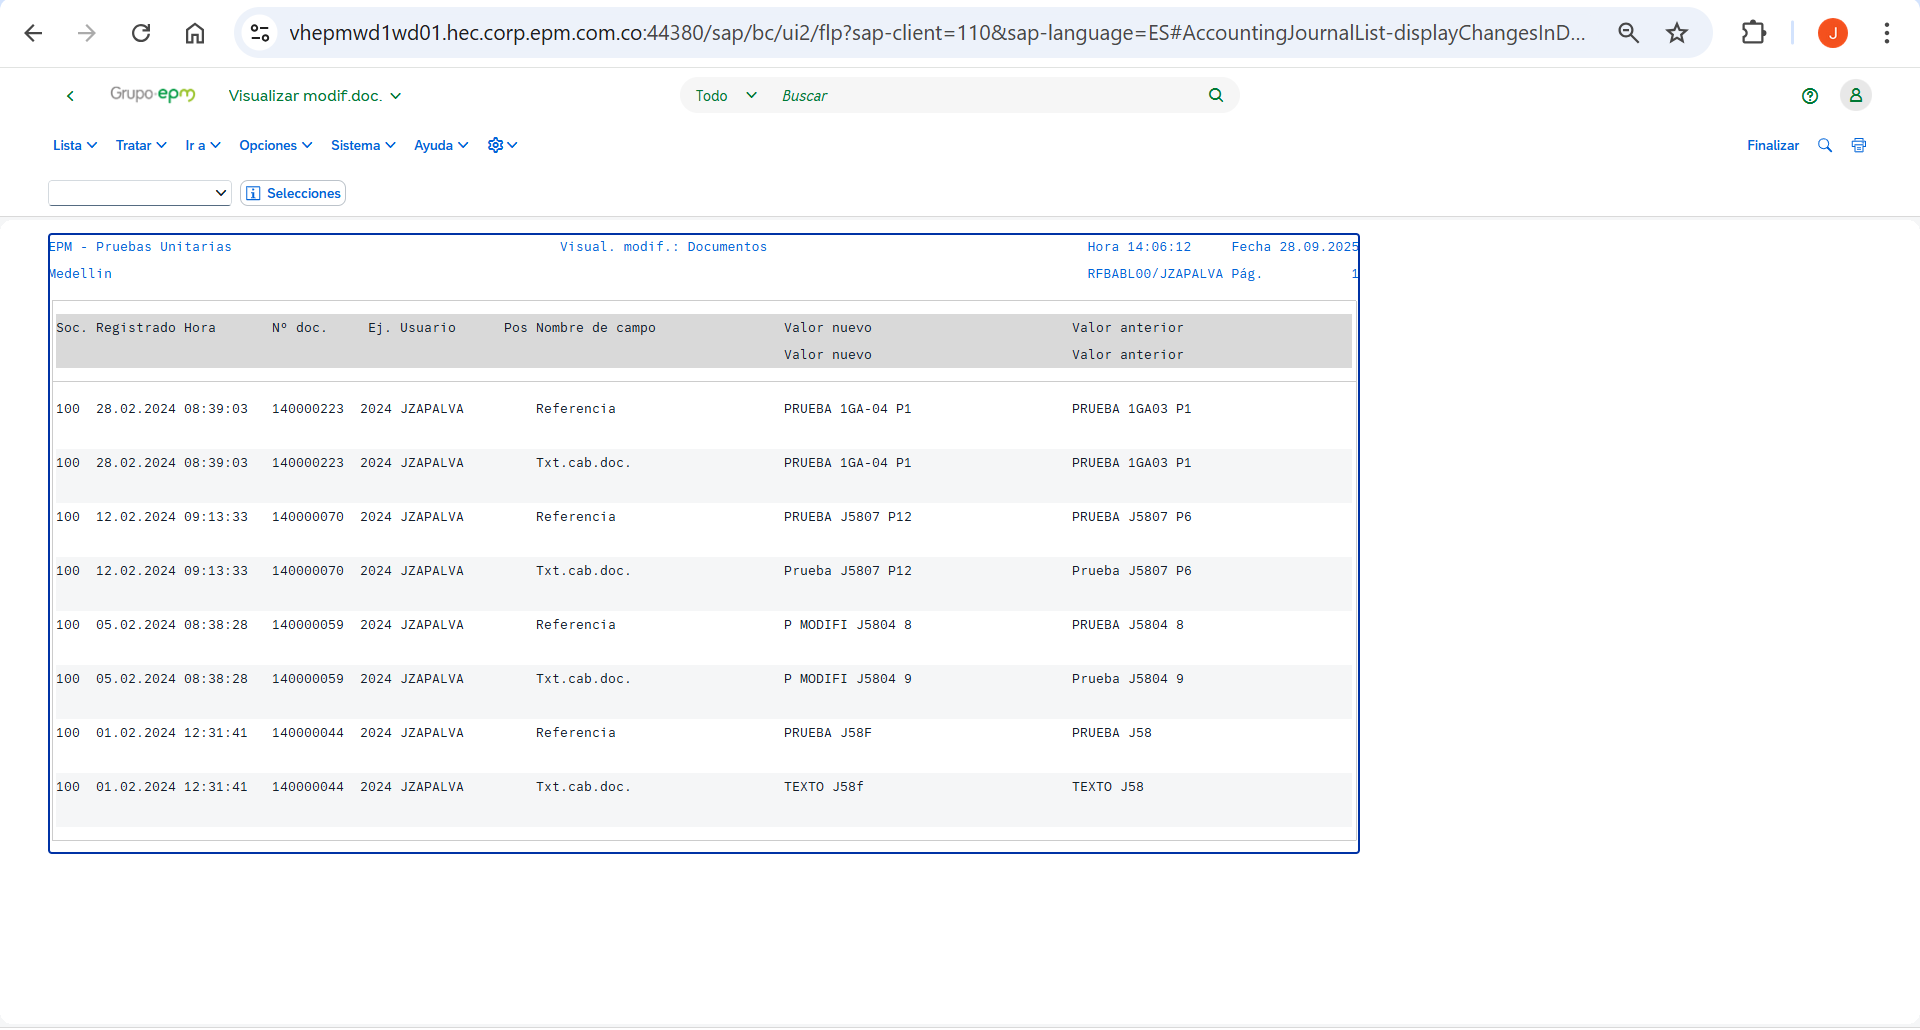 vhepmwd1wd01.hec.corp.epm.com.co:44380/sap/bc/ui2/flp?sap-client=110&sap-language=ES#AccountingJournalList-displayChangesInD...
J
Grupo·epm Visualizar modif.doc. Todo Buscar
Lista Tratar Ir a Opciones Sistema Ayuda Finalizar
Selecciones
EPM - Pruebas Unitarias Visual. modif.: Documentos Hora 14:06:12 Fecha 28.09.2025
Medellin RFBABL00/JZAPALVA Pág. 1
Soc. Registrado Hora Nº doc. Ej. Usuario Pos Nombre de campo Valor nuevo Valor anterior
Valor nuevo Valor anterior
100 28.02.2024 08:39:03 140000223 2024 JZAPALVA Referencia PRUEBA 1GA-04 P1 PRUEBA 1GA03 P1
100 28.02.2024 08:39:03 140000223 2024 JZAPALVA Txt.cab.doc. PRUEBA 1GA-04 P1 PRUEBA 1GA03 P1
100 12.02.2024 09:13:33 140000070 2024 JZAPALVA Referencia PRUEBA J5807 P12 PRUEBA J5807 P6
100 12.02.2024 09:13:33 140000070 2024 JZAPALVA Txt.cab.doc. Prueba J5807 P12 Prueba J5807 P6
100 05.02.2024 08:38:28 140000059 2024 JZAPALVA Referencia P MODIFI J5804 8 PRUEBA J5804 8
100 05.02.2024 08:38:28 140000059 2024 JZAPALVA Txt.cab.doc. P MODIFI J5804 9 Prueba J5804 9
100 01.02.2024 12:31:41 140000044 2024 JZAPALVA Referencia PRUEBA J58F PRUEBA J58
100 01.02.2024 12:31:41 140000044 2024 JZAPALVA Txt.cab.doc. TEXTO J58f TEXTO J58